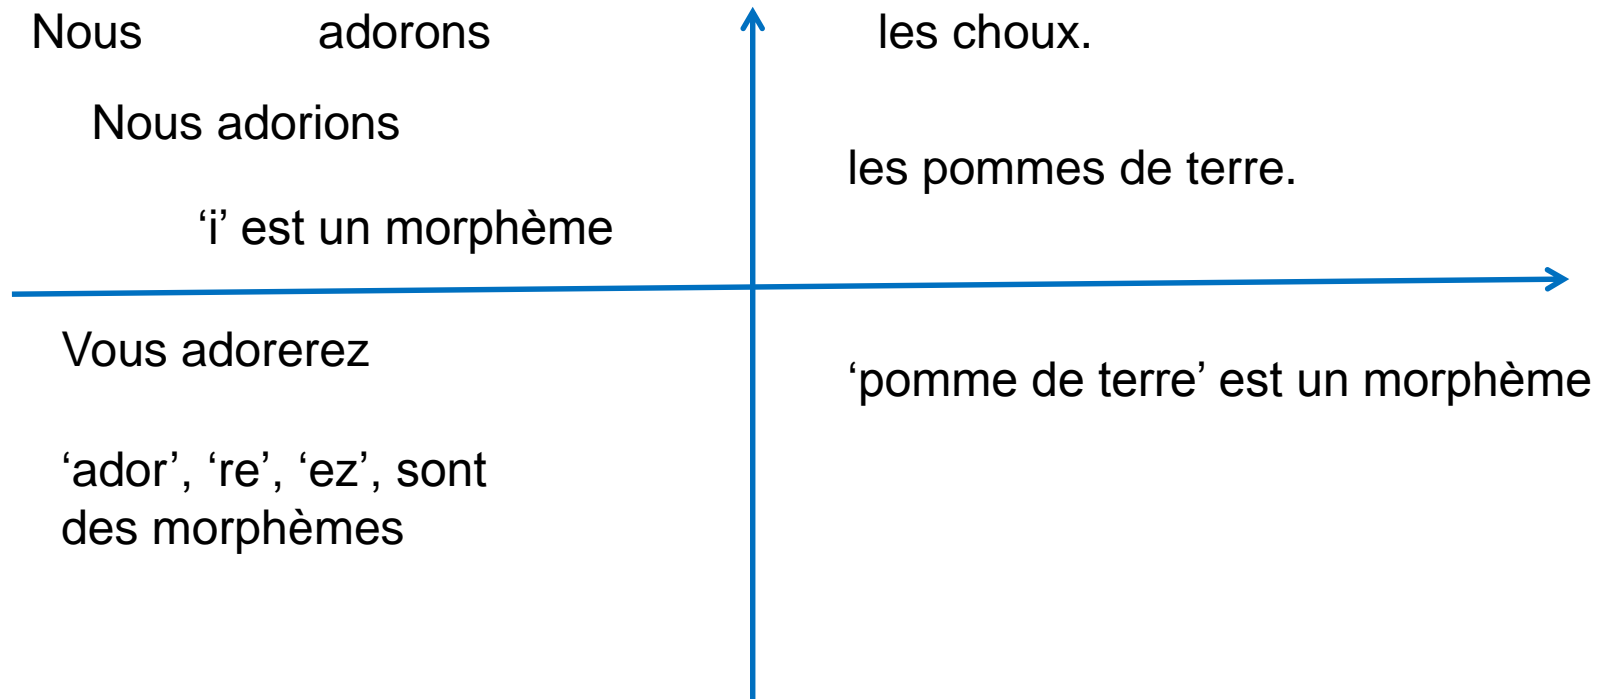 Nous adorons les choux.
Nous adorions
les pommes de terre.
‘i’ est un morphème
Vous adorerez
‘pomme de terre’ est un morphème
‘ador’, ‘re’, ‘ez’, sont
des morphèmes